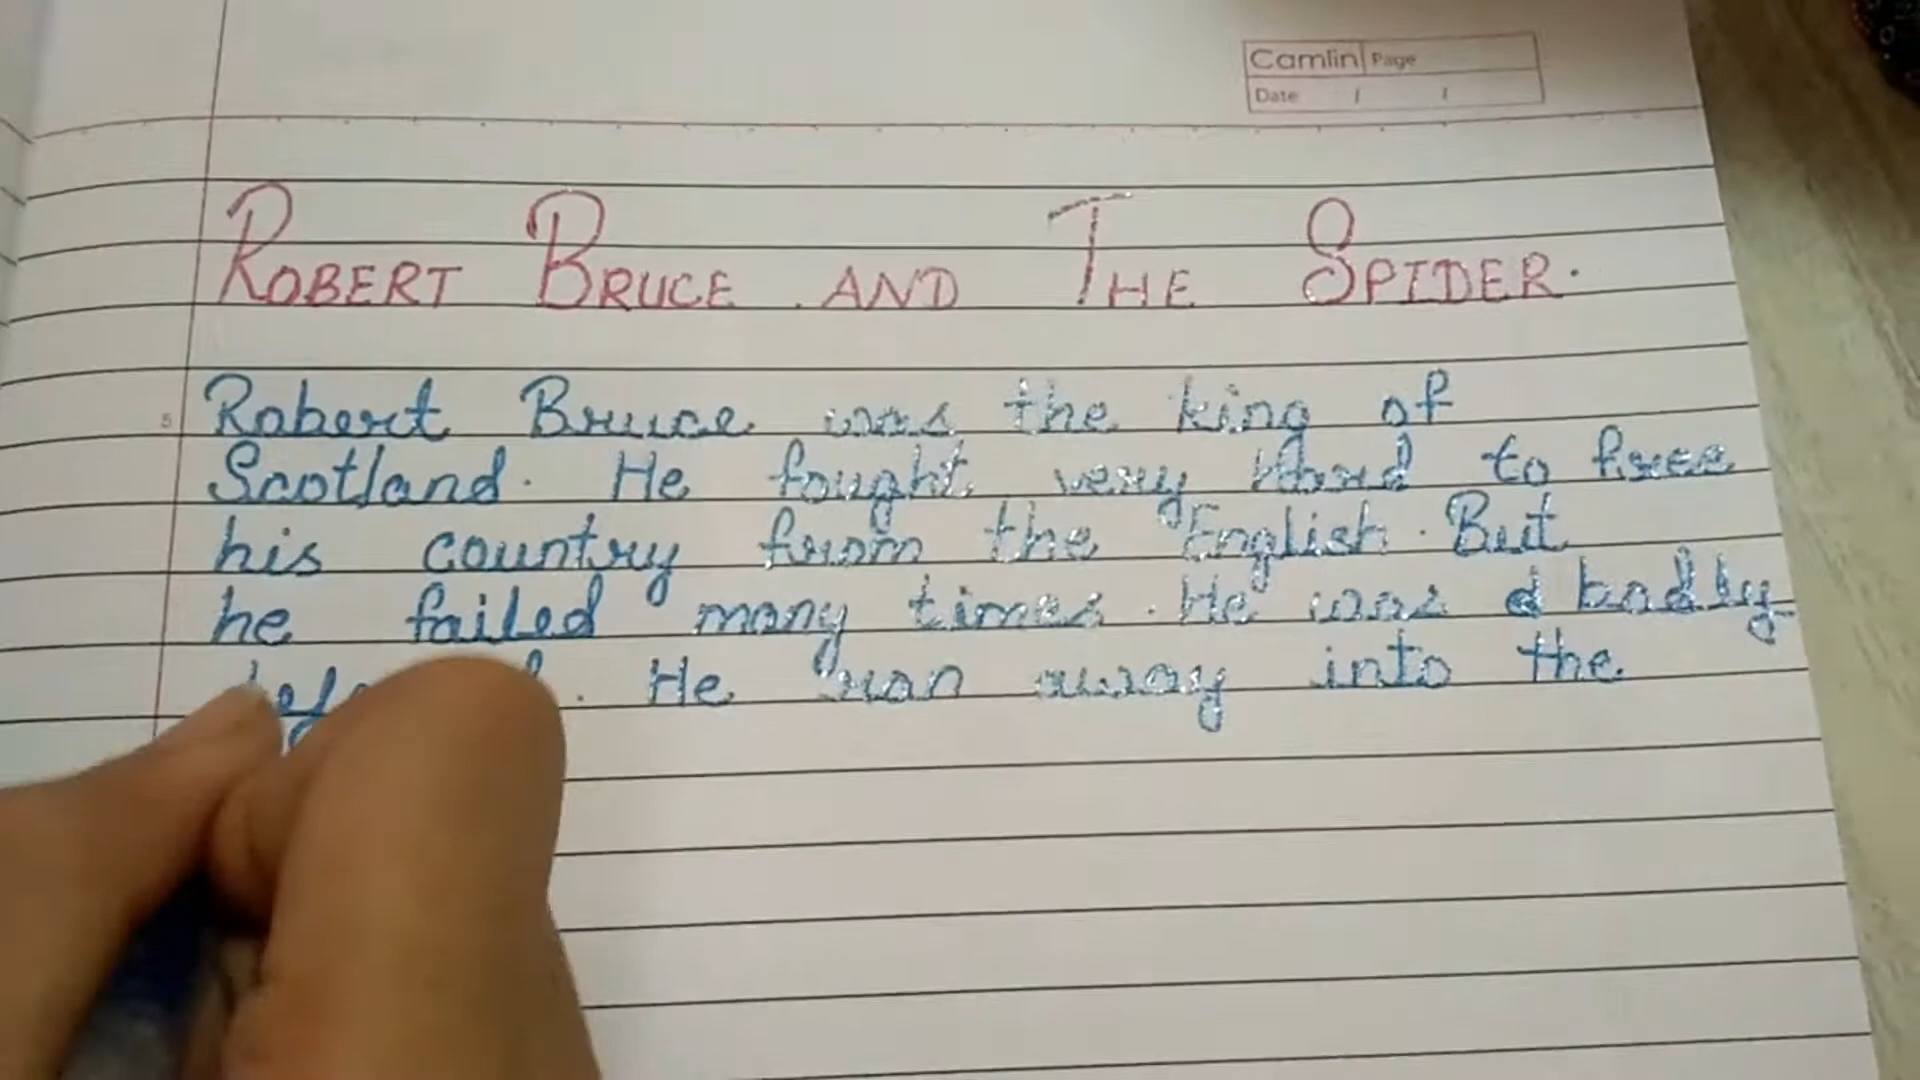 Camlin Page
Date / /
ROBERT BRUCE AND THE SPIDER.
5
Robert Bruce was the king of
Scotland. He fought very Hard to free
his country from the English. But
he failed many times. He was d badly
He ran away into the